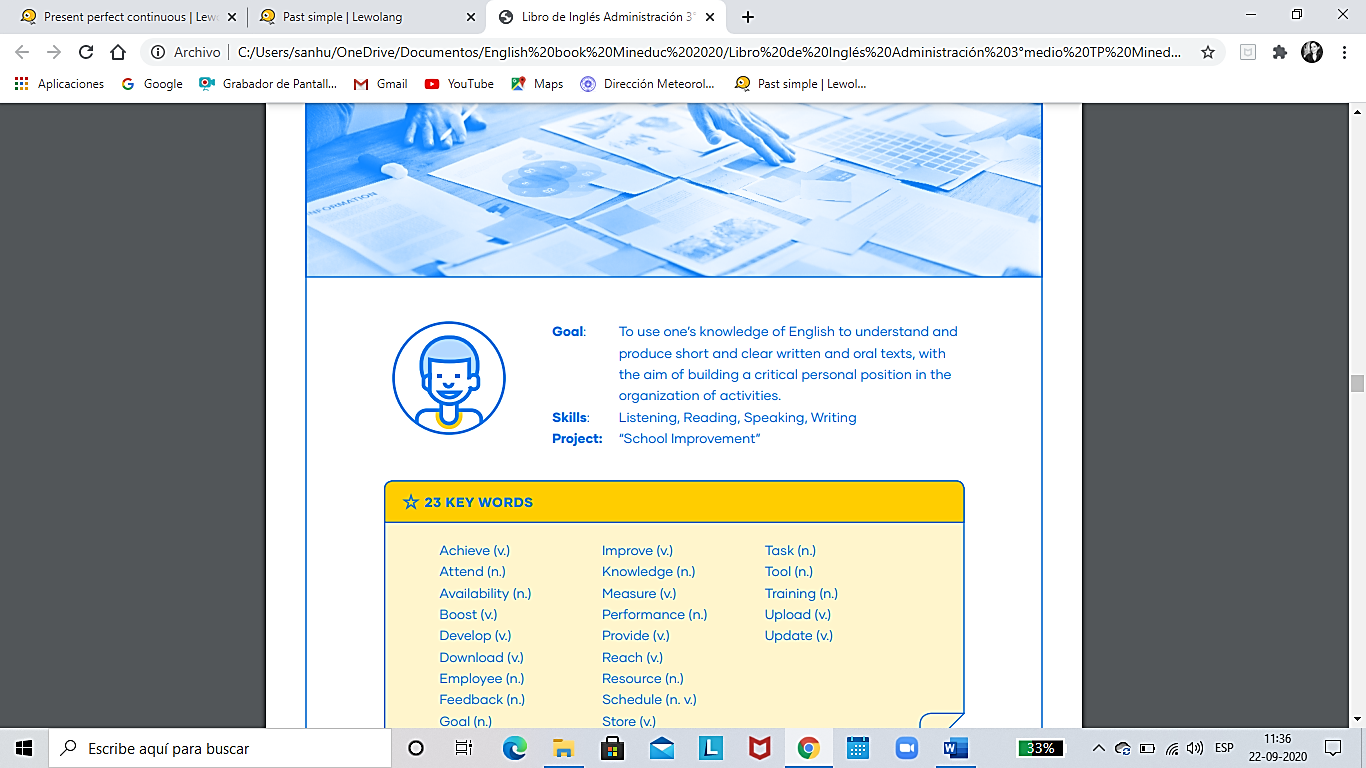 Present perfect continuous | Lew
Past simple | Lewolang
Libro de Inglés Administración 3°
Archivo
C:/Users/sanhu/OneDrive/Documentos/English%20book%20Mineduc%202020/Libro%20de%20Inglés%20Administración%203°medio%20TP%20Mined...
Aplicaciones
Google
Grabador de Pantall...
Gmail
YouTube
Maps
Dirección Meteorol...
Past simple | Lewol...
INFORMATION
Goal: To use one's knowledge of English to understand and
produce short and clear written and oral texts, with
the aim of building a critical personal position in the
organization of activities.
Skills: Listening, Reading, Speaking, Writing
Project: “School Improvement”
☆ 23 KEY WORDS
Achieve (v.)
Attend (n.)
Availability (n.)
Boost (v.)
Develop (v.)
Download (v.)
Employee (n.)
Feedback (n.)
Goal (n.)
Improve (v.)
Knowledge (n.)
Measure (v.)
Performance (n.)
Provide (v.)
Reach (v.)
Resource (n.)
Schedule (n. v.)
Store (v.)
Task (n.)
Tool (n.)
Training (n.)
Upload (v.)
Update (v.)
Escribe aquí para buscar
33%
ESP
11:36
22-09-2020